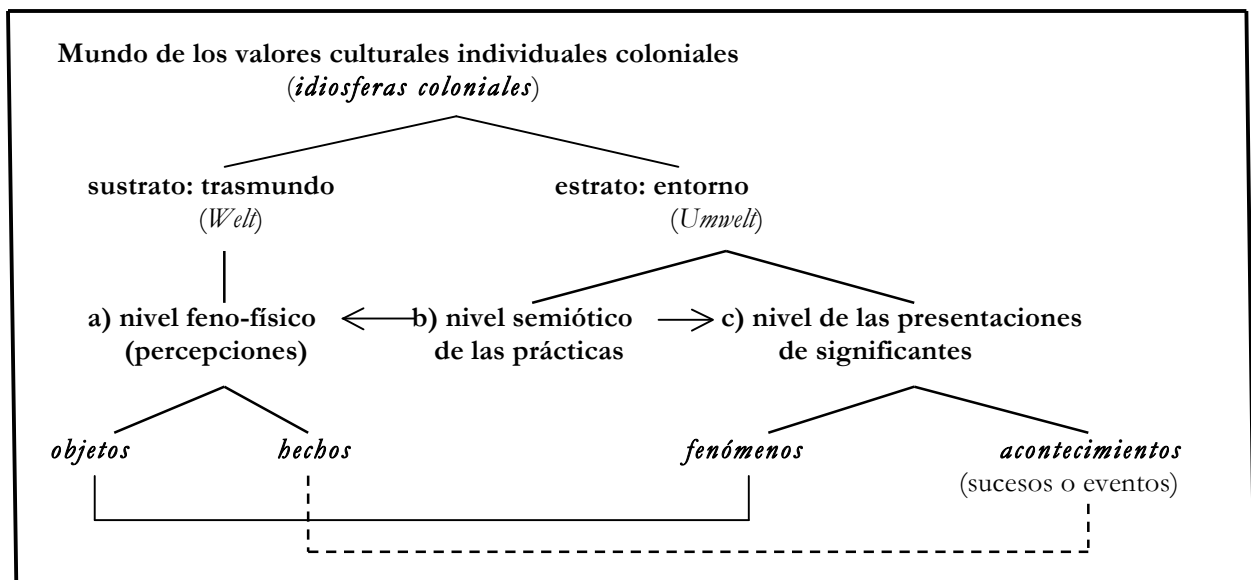 Mundo de los valores culturales individuales coloniales
(idiosferas coloniales)
sustrato: trasmundo
(Welt)
estrato: entorno
(Umwelt)
a) nivel feno-físico
(percepciones)
b) nivel semiótico
de las prácticas
c) nivel de las presentaciones
de significantes
objetos
hechos
fenómenos
acontecimientos
(sucesos o eventos)